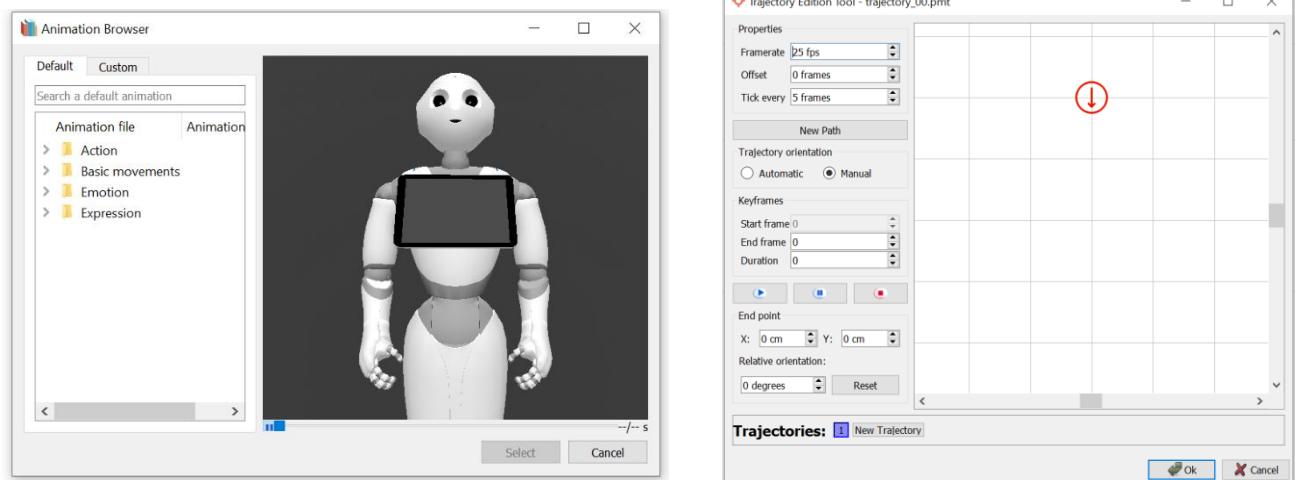 Animation Browser
Default Custom
Search a default animation
Animation file Animation
Action
Basic movements
Emotion
Expression
--/-- s
Select Cancel
Trajectory Edition Tool - trajectory_00.pmt
Properties
Framerate 25 fps
Offset 0 frames
Tick every 5 frames
New Path
Trajectory orientation
Automatic Manual
Keyframes
Start frame 0
End frame 0
Duration 0
End point
X: 0 cm Y: 0 cm
Relative orientation:
0 degrees Reset
Trajectories: 1 New Trajectory
Ok Cancel